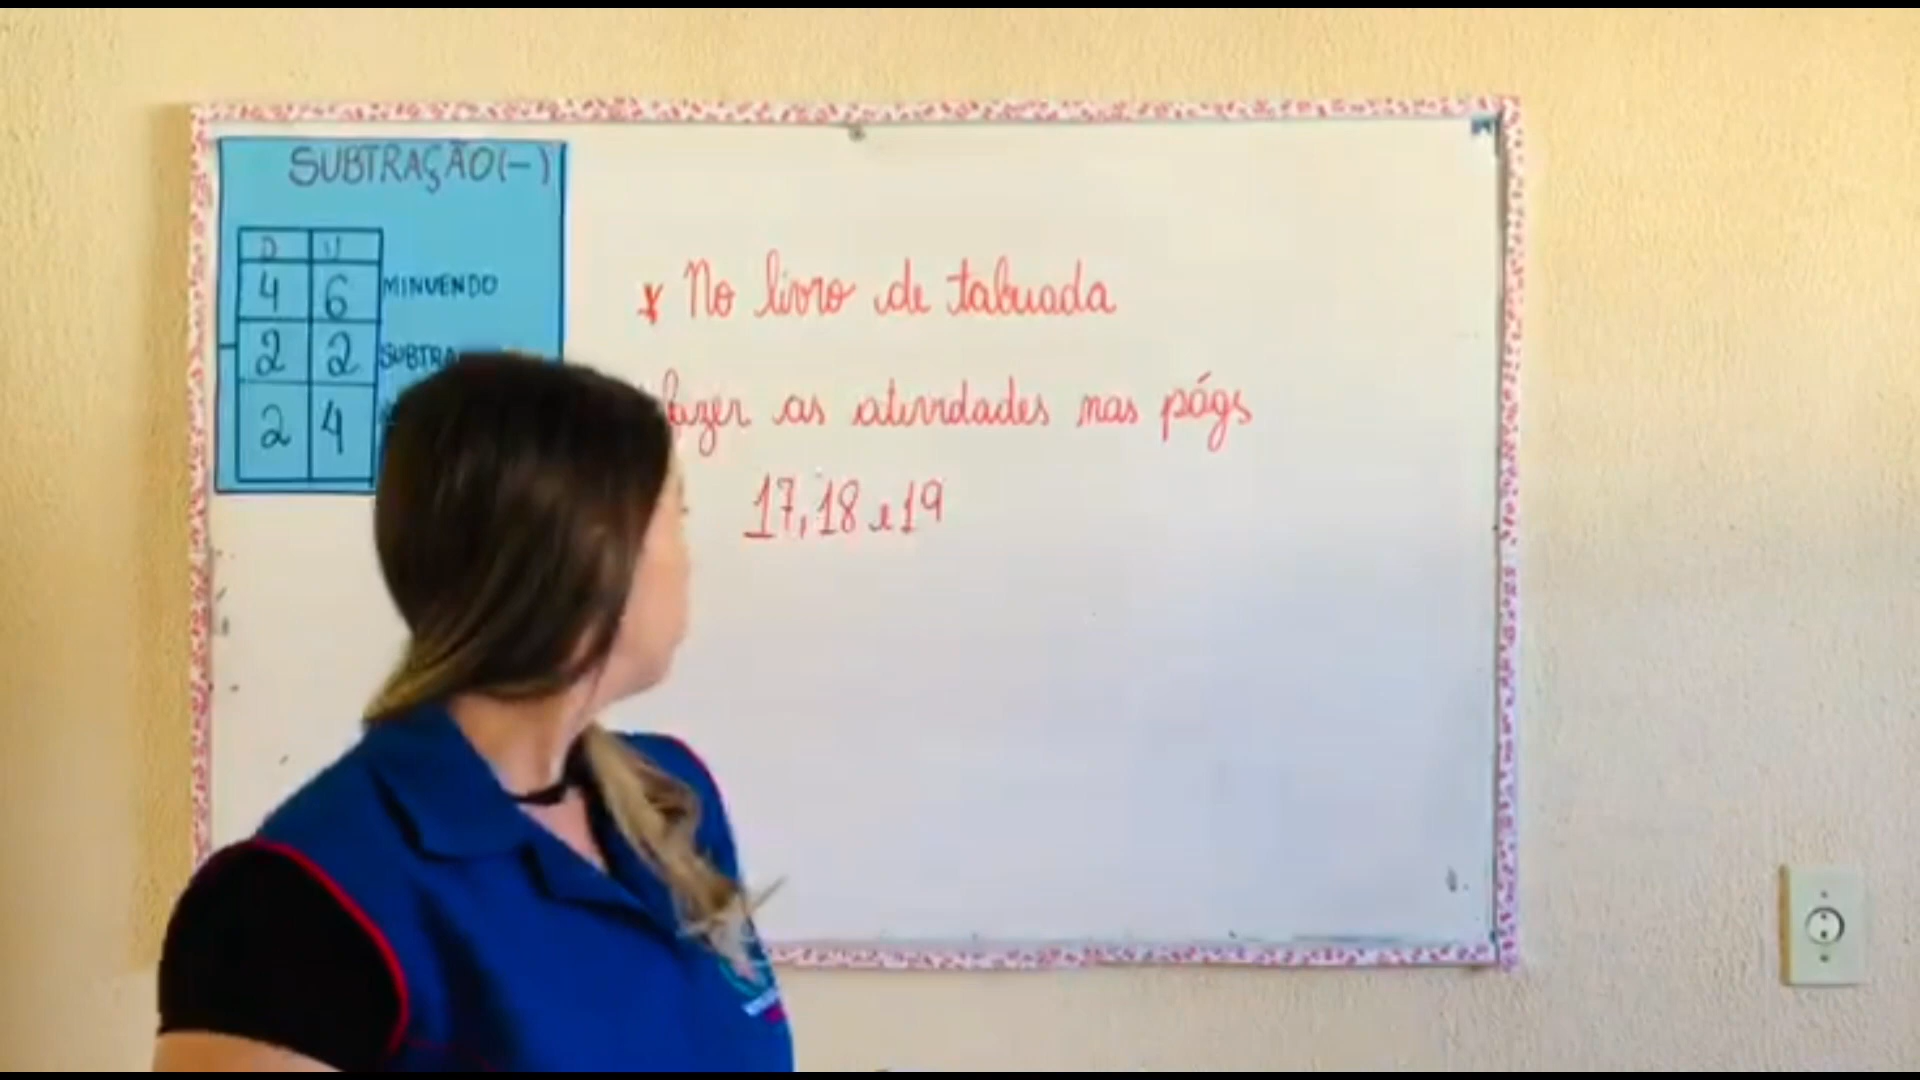 SUBTRAÇÃO(-)
D U
4 6 MINUENDO
- 2 2 SUBTRA
2 4
* No livro de tabuada
fazer as atividades nas págs
17, 18 e 19